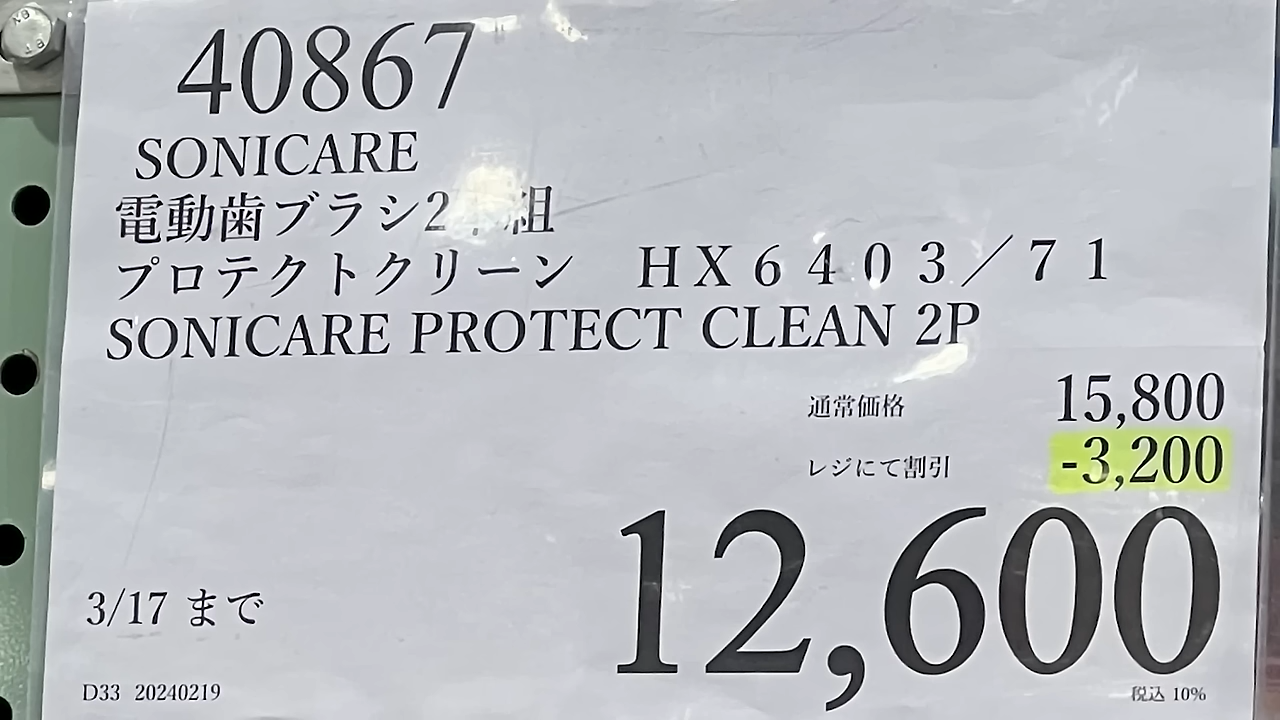 40867
SONICARE
電動歯ブラシ2 組
プロテクトクリーン HX6403/71
SONICARE PROTECT CLEAN 2P
通常価格 15,800
レジにて割引 -3,200
12,600
3/17 まで
D33 20240219
税込 10%